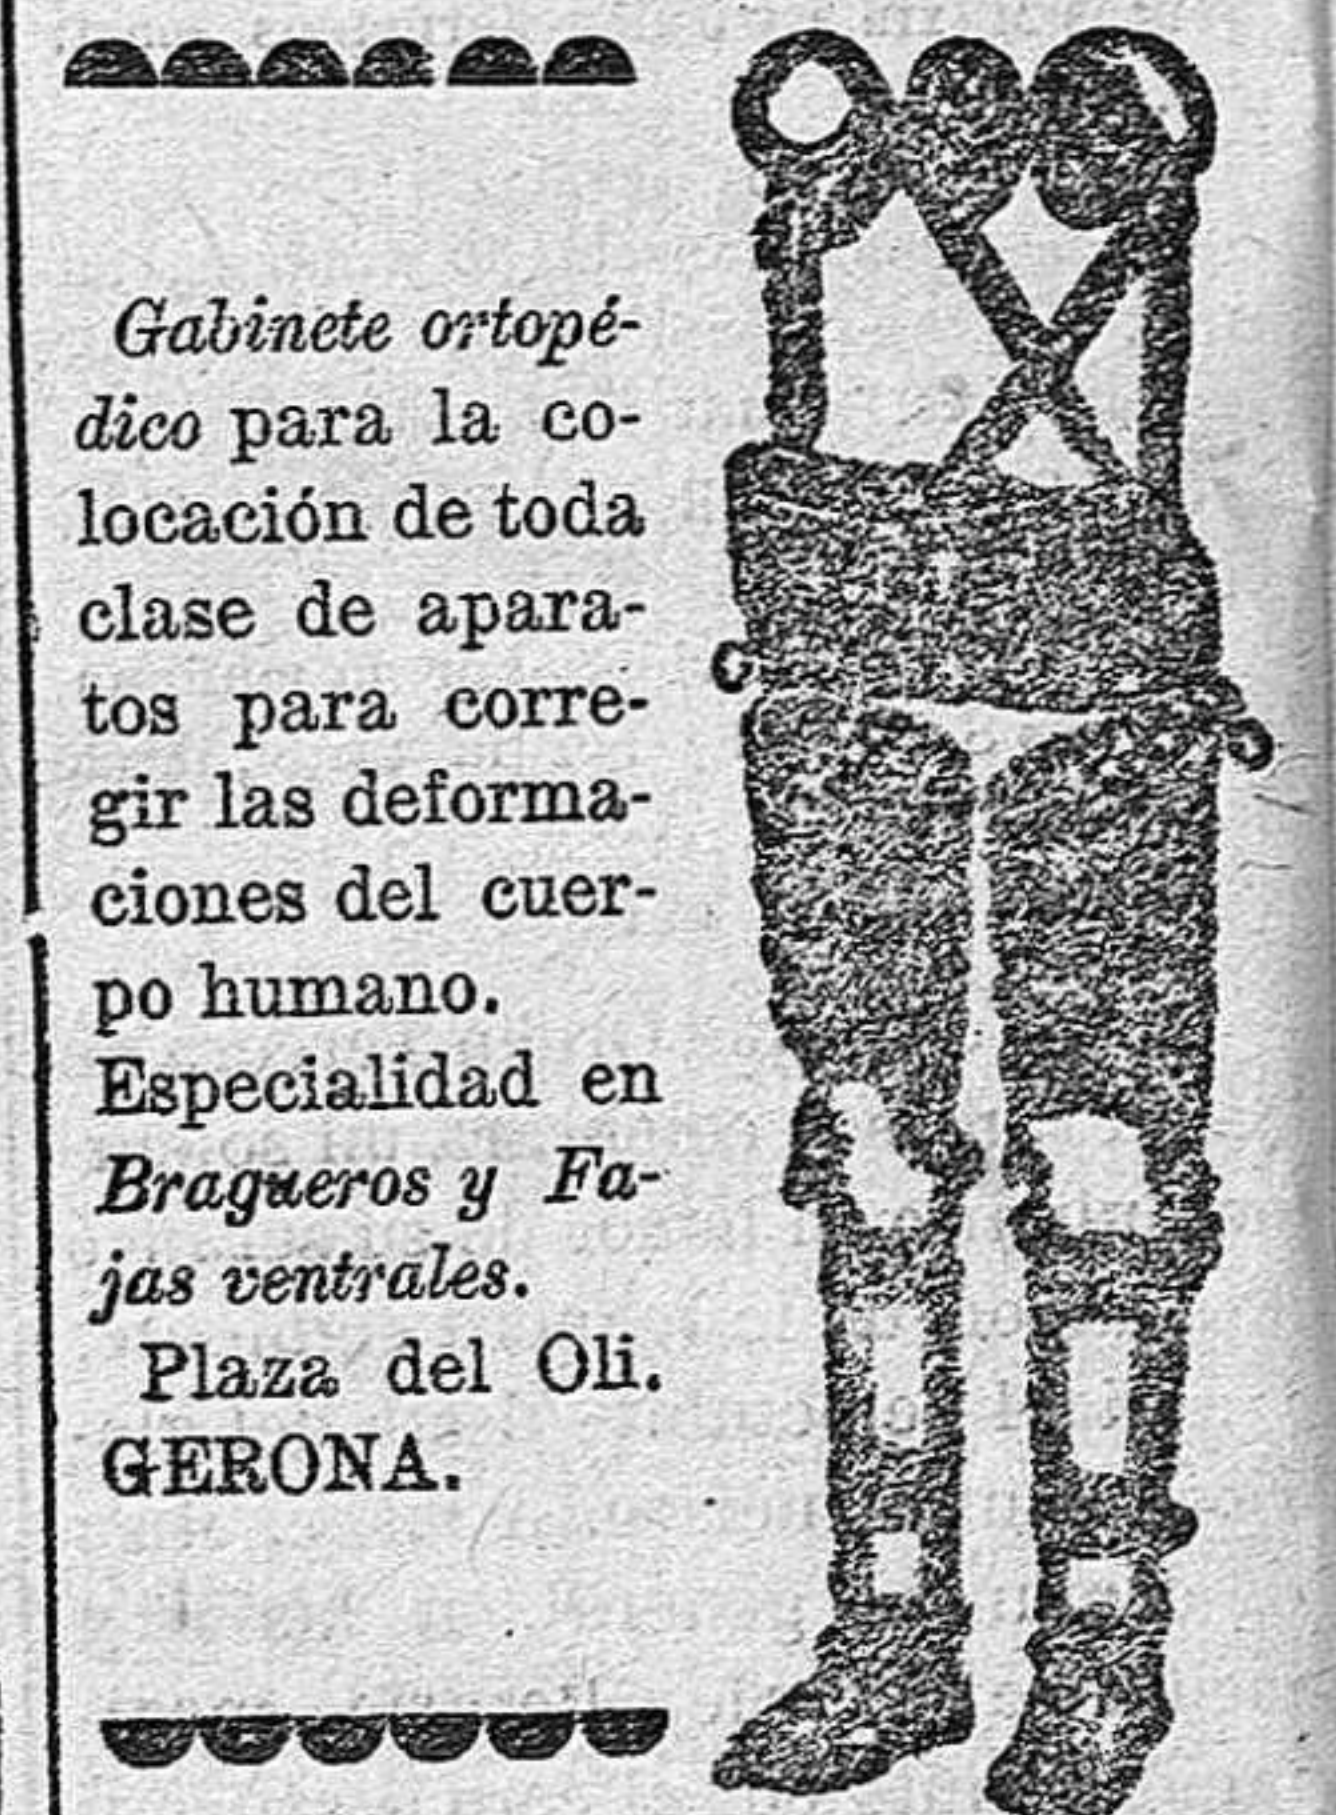 Gabinete ortopé-
dico para la co-
locación de toda
clase de apara-
tos para corre-
gir las deforma-
ciones del cuer-
po humano.
Especialidad en
Bragueros y Fa-
jas ventrales.
Plaza del Oli.
GERONA.